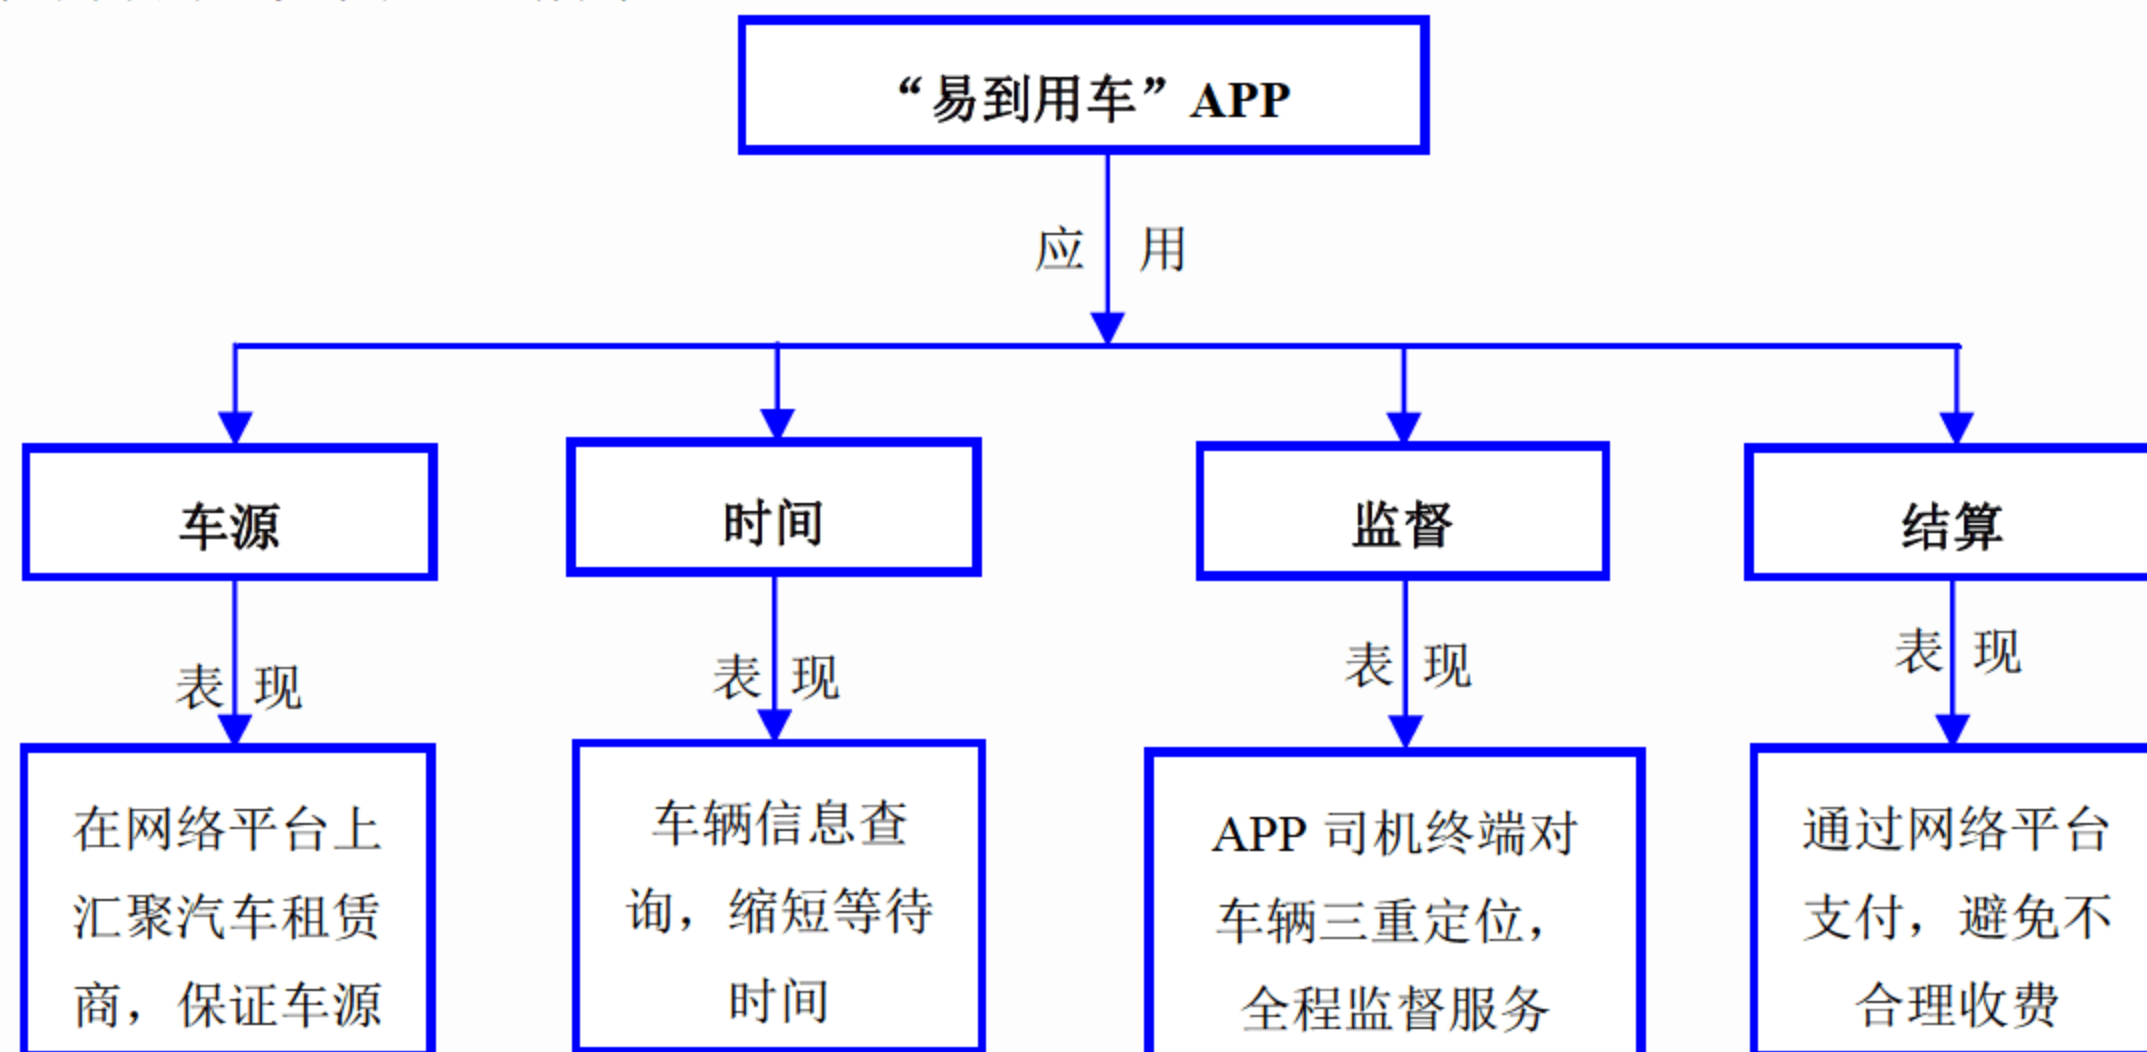 “易到用车”APP
应 用
车源
时间
监督
结算
表 现
表 现
表 现
表 现
在网络平台上
汇聚汽车租赁
商，保证车源
车辆信息查
询，缩短等待
时间
APP 司机终端对
车辆三重定位，
全程监督服务
通过网络平台
支付，避免不
合理收费